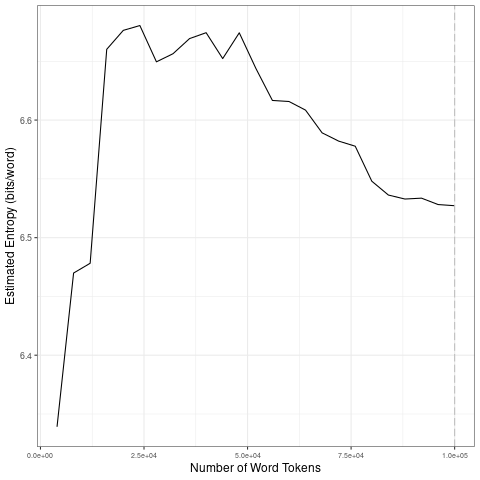 Estimated Entropy (bits/word)
6.6
6.5
6.4
0.0e+00 2.5e+04 5.0e+04 7.5e+04 1.0e+05
Number of Word Tokens